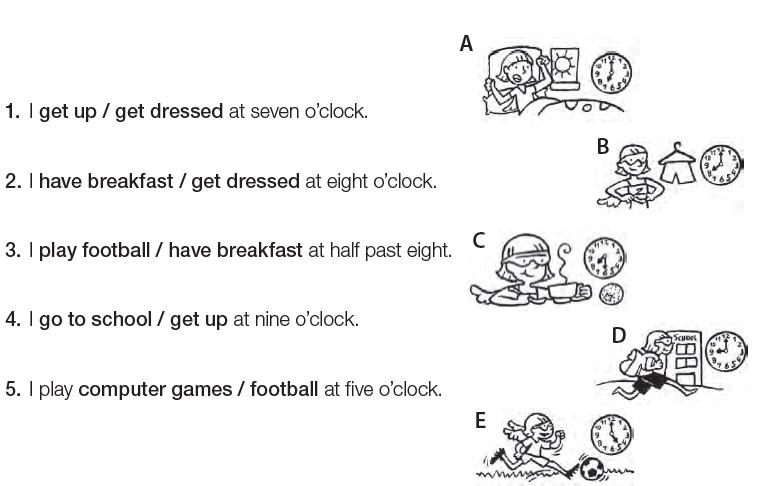 A
1. I get up / get dressed at seven o'clock.
B
2. I have breakfast / get dressed at eight o'clock.
3. I play football / have breakfast at half past eight.
C
4. I go to school / get up at nine o'clock.
D
SCHOOL
5. I play computer games / football at five o'clock.
E